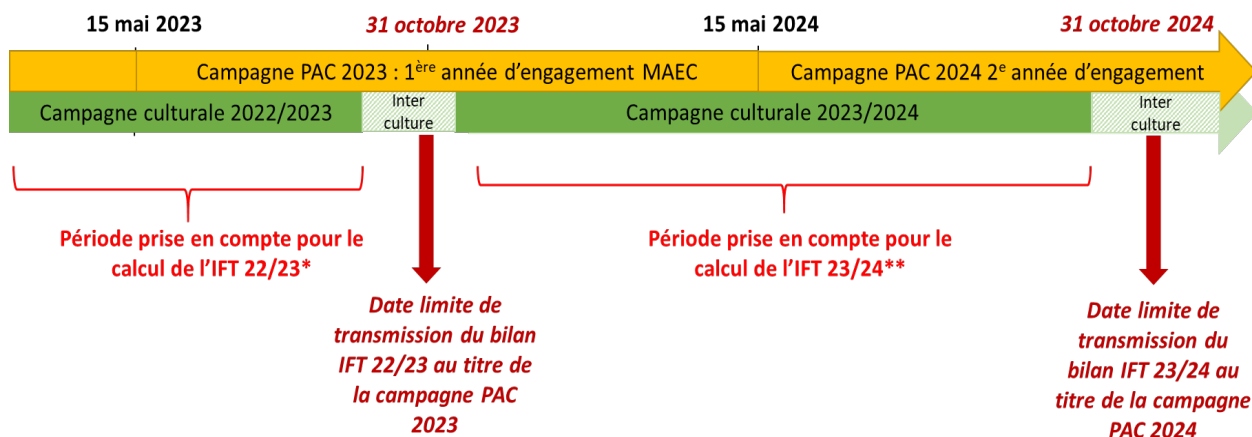 15 mai 2023
31 octobre 2023
15 mai 2024
31 octobre 2024
Campagne PAC 2023 : 1ère année d’engagement MAEC
Campagne PAC 2024 2e année d’engagement
Campagne culturale 2022/2023
Inter
culture
Campagne culturale 2023/2024
Inter
culture
Période prise en compte pour le
calcul de l’IFT 22/23*
Période prise en compte pour le
calcul de l’IFT 23/24**
Date limite de
transmission du bilan
IFT 22/23 au titre de
la campagne PAC
2023
Date limite de
transmission du
bilan IFT 23/24 au
titre de la campagne
PAC 2024